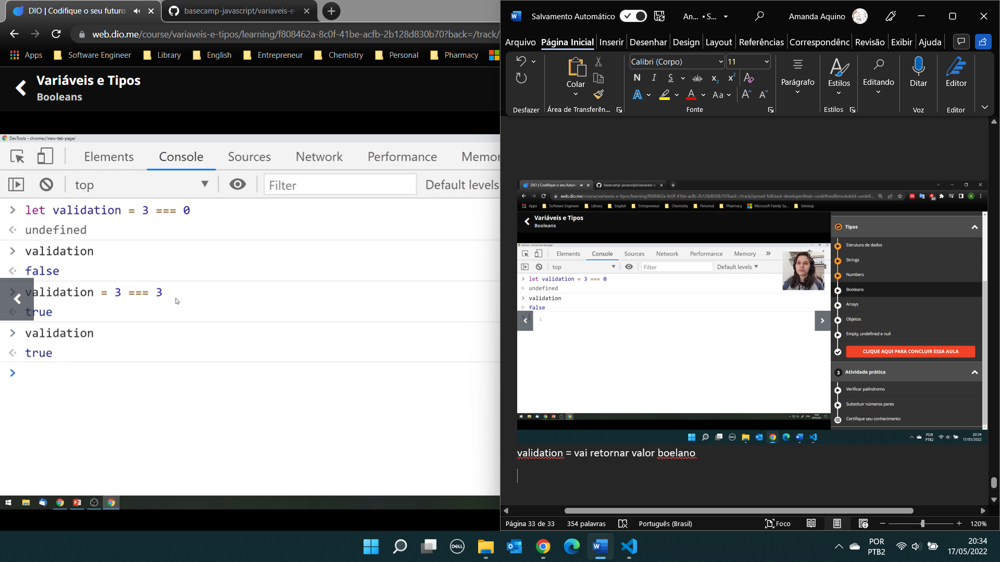 DIO | Codifique o seu futuro
basecamp-javascript/variaveis-e-
web.dio.me/course/variaveis-e-tipos/learning/f808462a-8c0f-41be-acfb-2b128d830b70?back=/track/
Apps Software Engineer Library English Entrepreneur Chemistry Personal Pharmacy
Variáveis e Tipos
Booleans
DevTools - chrome://new-tab-page/
Elements Console Sources Network Performance Memor
top Filter Default levels
let validation = 3 === 0
undefined
validation
false
validation = 3 === 3
true
validation
true
Salvamento Automático An... • S... Amanda Aquino
Arquivo Página Inicial Inserir Desenhar Design Layout Referências Correspondênc Revisão Exibir Ajuda
Calibri (Corpo) 11
Colar
N I S ab x₂ x² A
A A Aa A A
Parágrafo Estilos Editando Ditar Editor
Desfazer Área de Transferên... Fonte Estilos Voz Editor
DIO | Codifique o seu futuro basecamp-javascript/variaveis-e-
web.dio.me/course/variaveis-e-tipos/learning/f808462a-8c0f-41be-acfb-2b128d830b70?back=/track/spread-fullstack-developer&tab=undefined&moduleId=undefi...
Apps Software Engineer Library English Entrepreneur Chemistry Personal Pharmacy Microsoft Family Sa... Univesp
Variáveis e Tipos
Booleans
Elements Console Sources Network Performance Memory
top Filter Default levels
let validation = 3 === 0
undefined
validation
false
Tipos
Estrutura de dados
Strings
Numbers
Booleans
Arrays
Objetos
Empty, undefined e null
CLIQUE AQUI PARA CONCLUIR ESSA AULA
3 Atividade prática
Verificar palíndromo
Substituir números pares
Certifique seu conhecimento
POR
PTB2
20:34
17/05/2022
validation = vai retornar valor boelano
Página 33 de 33 354 palavras Português (Brasil) Foco 120%
DELL
POR
PTB2
20:34
17/05/2022